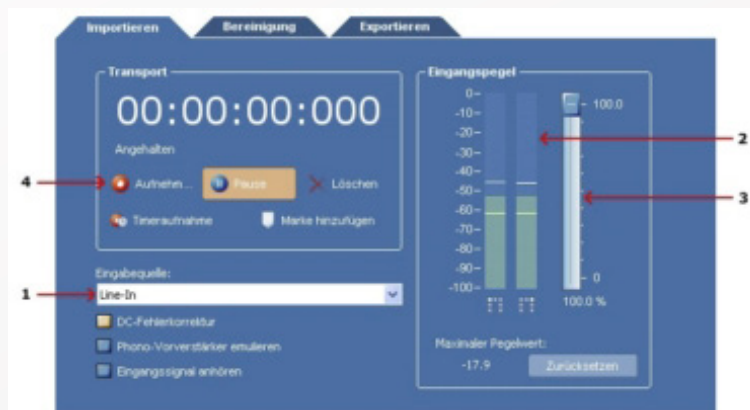 Importieren Bereinigung Exportieren
Transport
00:00:00:000
Angehalten
4 Aufnehm... Pause Löschen
Timeraufnahme Marke hinzufügen
Eingabequelle:
1 Line-In
DC-Fehlerkorrektur
Phono-Vorverstärker emulieren
Eingangssignal anhören
Eingangspegel
0-
-10-
-20-
-30-
-40-
-50-
-60-
-70-
-80-
-90-
-100-
100.0
2
3
0
100.0 %
Maximaler Pegelwert:
-17.9 Zurücksetzen